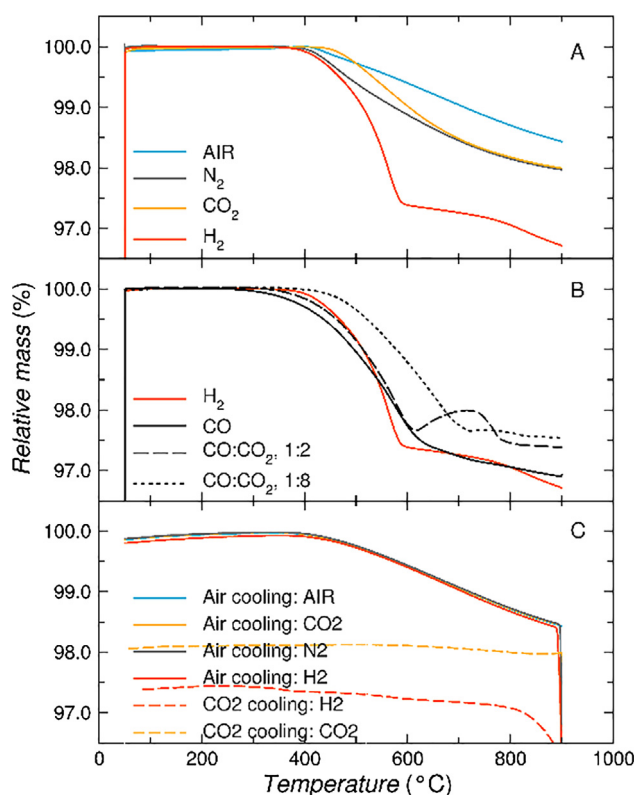 A
100.0
99.0
98.0
97.0
AIR
N₂
CO₂
H₂
B
100.0
99.0
98.0
97.0
H₂
CO
CO:CO₂, 1:2
CO:CO₂, 1:8
Relative mass (%)
C
100.0
99.0
98.0
97.0
Air cooling: AIR
Air cooling: CO2
Air cooling: N2
Air cooling: H2
CO2 cooling: H2
CO2 cooling: CO2
0 200 400 600 800 1000
Temperature (°C)